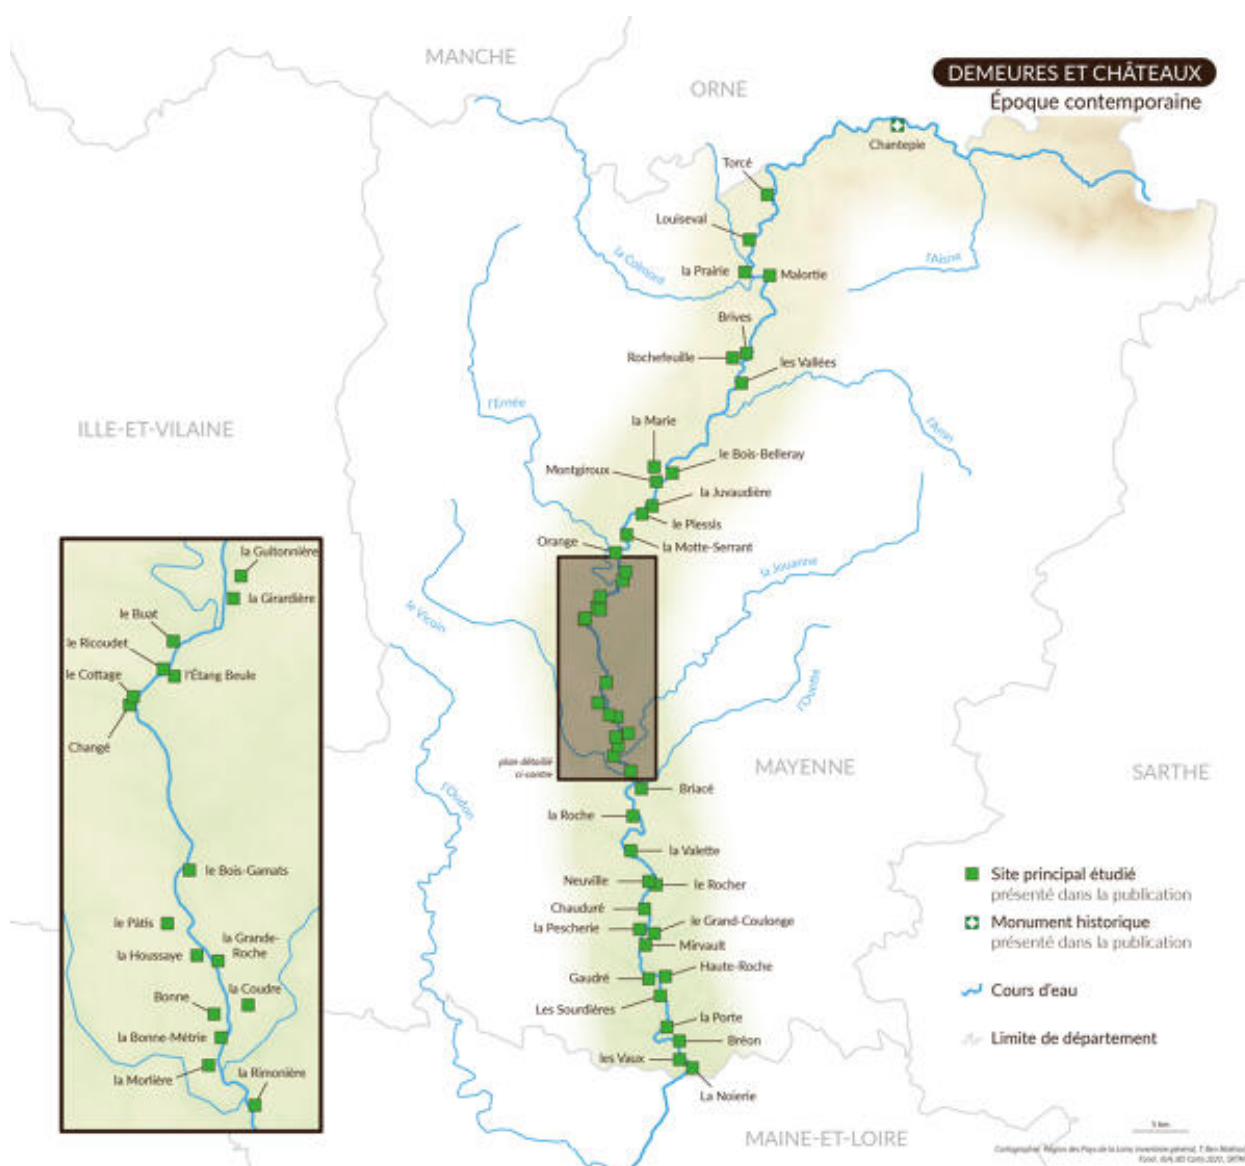 MANCHE
ORNE
DEMEURES ET CHÂTEAUX
Époque contemporaine
Chantepie
Torcé
Louiseval
la Colmont
la Prairie
Malortie
l'Aisne
Brives
Rochefeuille
les Vallées
l'Ernée
ILLE-ET-VILAINE
la Marie
l'Aron
le Bois-Belleray
Montgiroux
la Juvaudière
le Plessis
Orange
la Motte-Serrant
la Jouanne
le Vicoin
l'Ouette
la Guitonnière
la Girardière
le Buat
le Ricoudet
le Cottage
l'Étang Beule
Changé
plan détaillé
ci-contre
MAYENNE
SARTHE
l'Oudon
Briacé
la Roche
la Valette
le Bois-Gamats
Neuville
le Rocher
Site principal étudié
présenté dans la publication
Chauduré
le Pâtis
la Pescherie
le Grand-Coulonge
Monument historique
présenté dans la publication
la Grande-
Roche
la Houssaye
Mirvault
Gaudré
Haute-Roche
la Coudre
Bonne
Les Sourdières
Cours d'eau
la Porte
la Bonne-Métrie
Bréon
Limite de département
les Vaux
la Morlière
la Rimonière
La Noierie
5 km
MAINE-ET-LOIRE